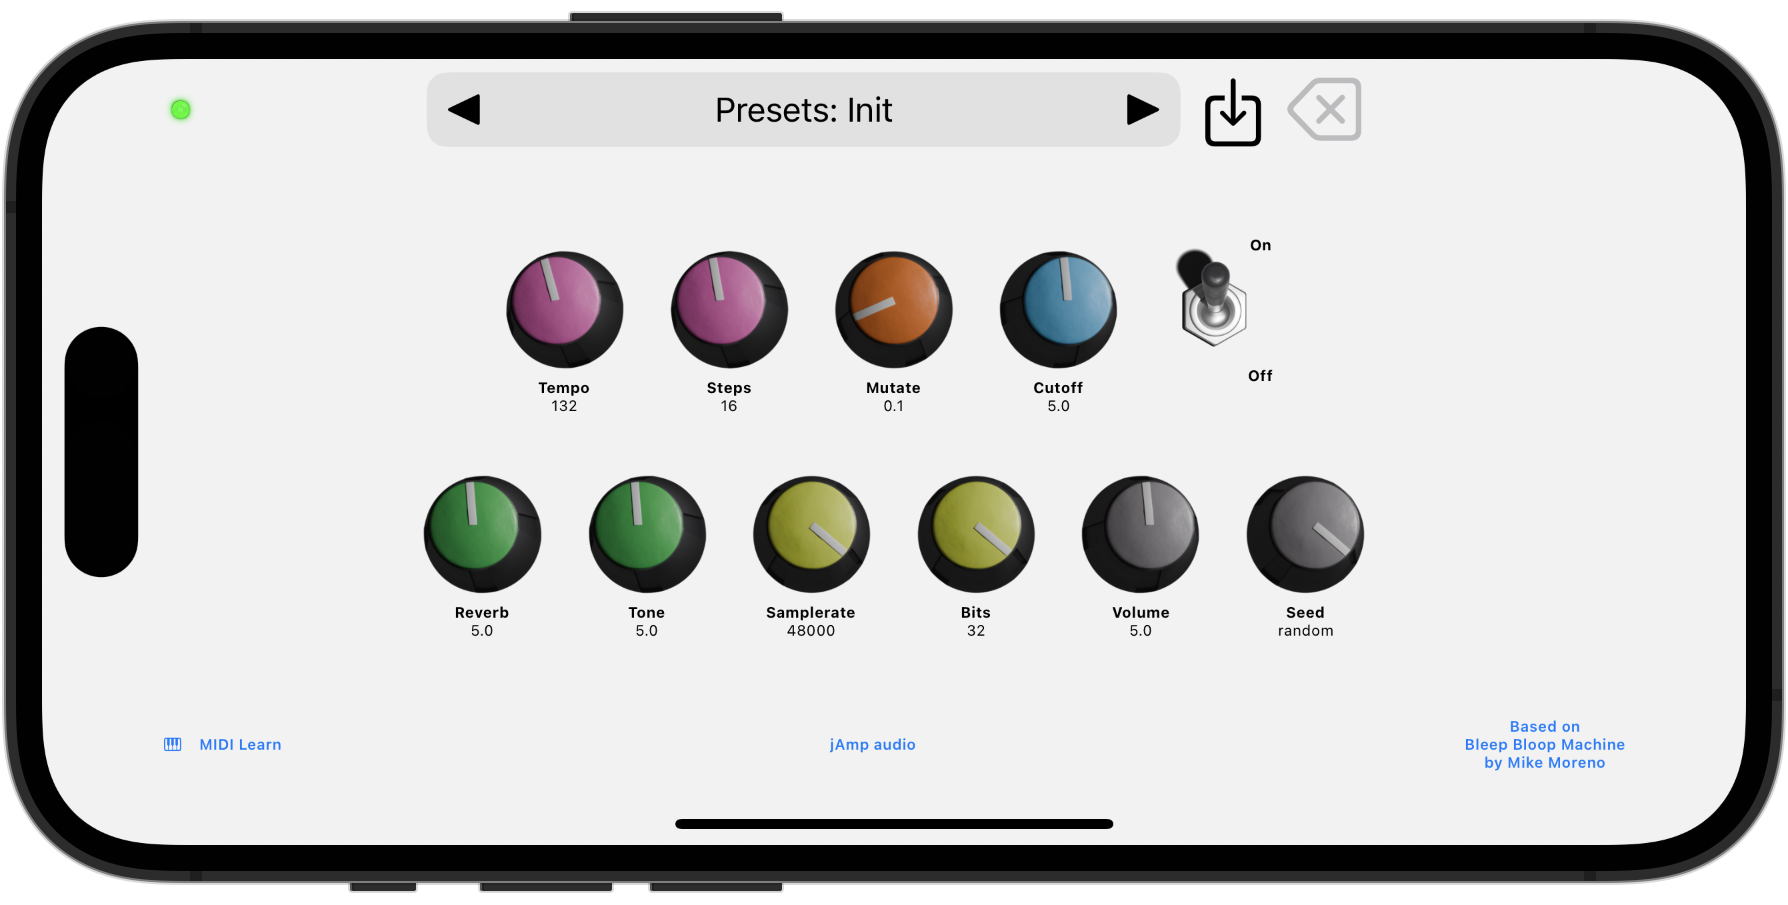 Presets: Init
On
Off
Tempo
132
Steps
16
Mutate
0.1
Cutoff
5.0
Reverb
5.0
Tone
5.0
Samplerate
48000
Bits
32
Volume
5.0
Seed
random
MIDI Learn
jAmp audio
Based on
Bleep Bloop Machine
by Mike Moreno